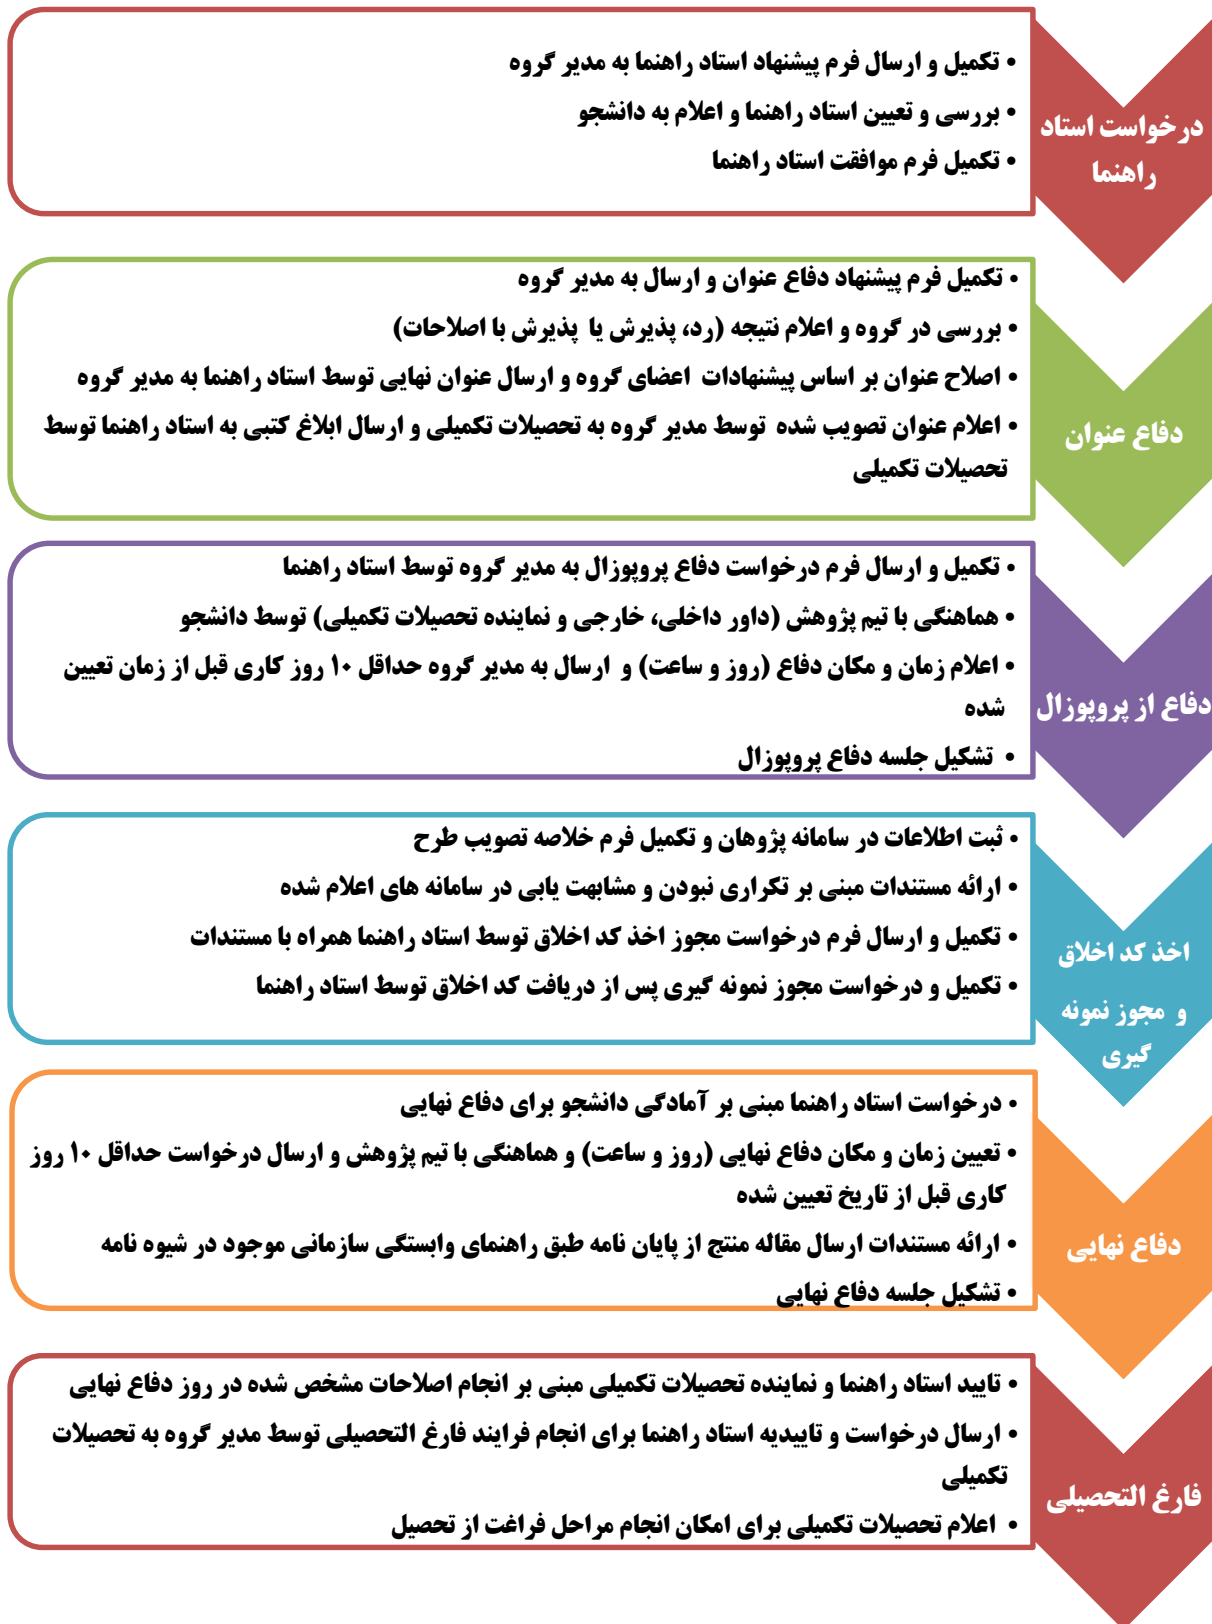 درخواست استاد
راهنما
• تکمیل و ارسال فرم پیشنهاد استاد راهنما به مدیر گروه
• بررسی و تعیین استاد راهنما و اعلام به دانشجو
• تکمیل فرم موافقت استاد راهنما
دفاع عنوان
• تکمیل فرم پیشنهاد دفاع عنوان و ارسال به مدیر گروه
• بررسی در گروه و اعلام نتیجه (رد، پذیرش یا پذیرش با اصلاحات)
• اصلاح عنوان بر اساس پیشنهادات اعضای گروه و ارسال عنوان نهایی توسط استاد راهنما به مدیر گروه
• اعلام عنوان تصویب شده توسط مدیر گروه به تحصیلات تکمیلی و ارسال ابلاغ کتبی به استاد راهنما توسط
تحصیلات تکمیلی
دفاع از پروپوزال
• تکمیل و ارسال فرم درخواست دفاع پروپوزال به مدیر گروه توسط استاد راهنما
• هماهنگی با تیم پژوهش (داور داخلی، خارجی و نماینده تحصیلات تکمیلی) توسط دانشجو
• اعلام زمان و مکان دفاع (روز و ساعت) و ارسال به مدیر گروه حداقل ۱۰ روز کاری قبل از زمان تعیین
شده
• تشکیل جلسه دفاع پروپوزال
اخذ کد اخلاق
و مجوز نمونه
گیری
• ثبت اطلاعات در سامانه پژوهان و تکمیل فرم خلاصه تصویب طرح
• ارائه مستندات مبنی بر تکراری نبودن و مشابهت یابی در سامانه های اعلام شده
• تکمیل و ارسال فرم درخواست مجوز اخذ کد اخلاق توسط استاد راهنما همراه با مستندات
• تکمیل و درخواست مجوز نمونه گیری پس از دریافت کد اخلاق توسط استاد راهنما
دفاع نهایی
• درخواست استاد راهنما مبنی بر آمادگی دانشجو برای دفاع نهایی
• تعیین زمان و مکان دفاع نهایی (روز و ساعت) و هماهنگی با تیم پژوهش و ارسال درخواست حداقل ۱۰ روز
کاری قبل از تاریخ تعیین شده
• ارائه مستندات ارسال مقاله منتج از پایان نامه طبق راهنمای وابستگی سازمانی موجود در شیوه نامه
• تشکیل جلسه دفاع نهایی
فارغ التحصیلی
• تایید استاد راهنما و نماینده تحصیلات تکمیلی مبنی بر انجام اصلاحات مشخص شده در روز دفاع نهایی
• ارسال درخواست و تاییدیه استاد راهنما برای انجام فرایند فارغ التحصیلی توسط مدیر گروه به تحصیلات
تکمیلی
• اعلام تحصیلات تکمیلی برای امکان انجام مراحل فراغت از تحصیل